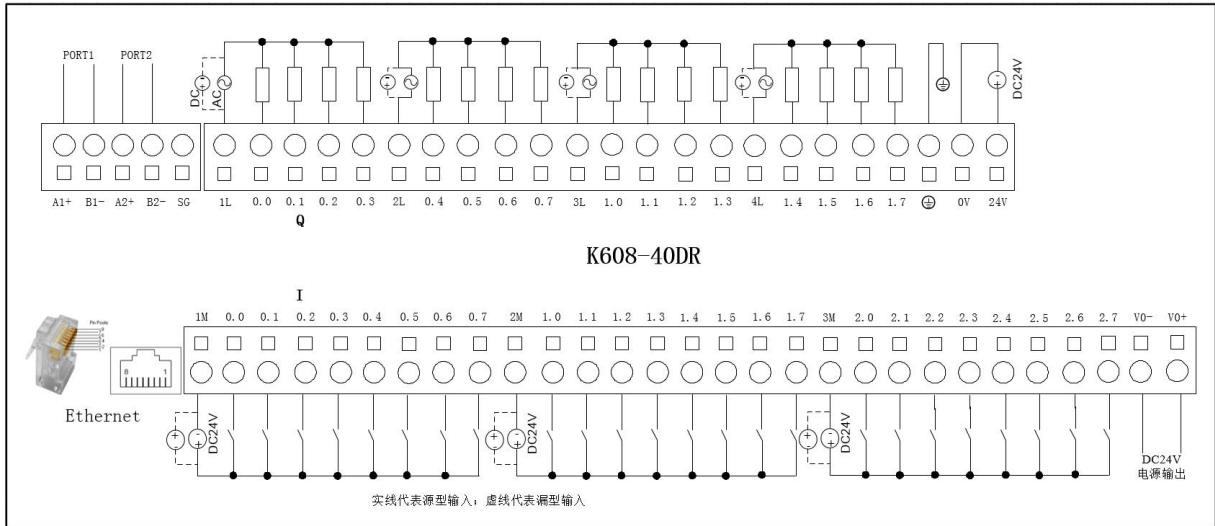 PORT1 PORT2
DC AC
DC24V
A1+ B1- A2+ B2- SG 1L 0.0 0.1 0.2 0.3 2L 0.4 0.5 0.6 0.7 3L 1.0 1.1 1.2 1.3 4L 1.4 1.5 1.6 1.7 0V 24V
Q
K608-40DR
I
1M 0.0 0.1 0.2 0.3 0.4 0.5 0.6 0.7 2M 1.0 1.1 1.2 1.3 1.4 1.5 1.6 1.7 3M 2.0 2.1 2.2 2.3 2.4 2.5 2.6 2.7 V0- V0+
8 1
Ethernet
DC24V DC24V DC24V
DC24V
电源输出
实线代表源型输入；虚线代表漏型输入